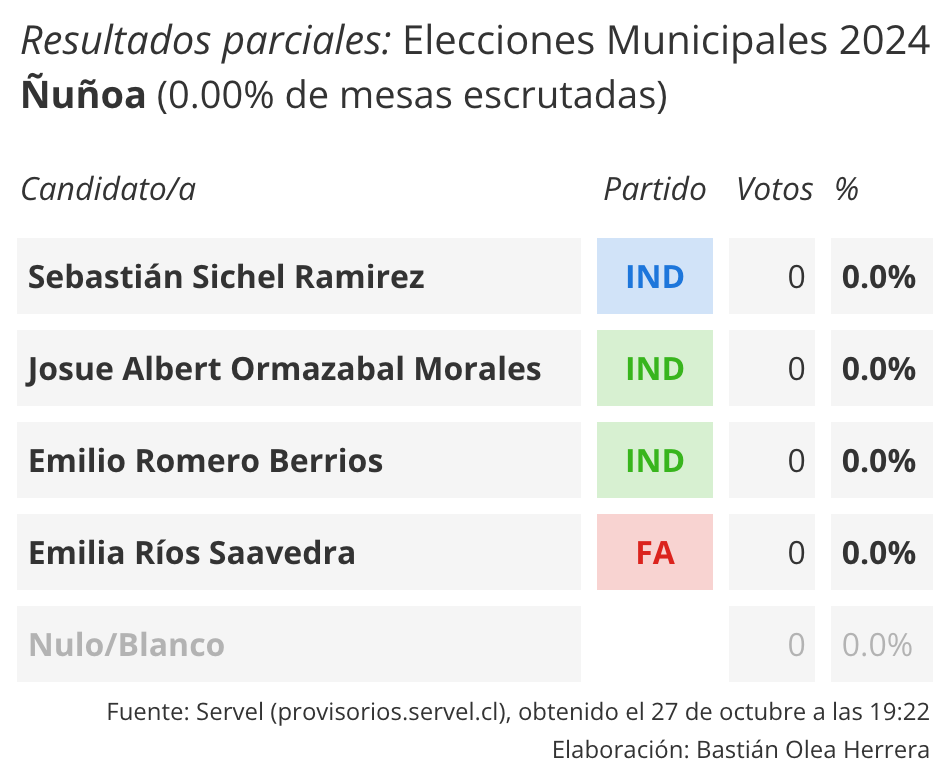 Resultados parciales: Elecciones Municipales 2024
Ñuñoa (0.00% de mesas escrutadas)
Candidato/a Partido Votos %
Sebastián Sichel Ramirez IND 0 0.0%
Josue Albert Ormazabal Morales IND 0 0.0%
Emilio Romero Berrios IND 0 0.0%
Emilia Ríos Saavedra FA 0 0.0%
Nulo/Blanco 0 0.0%
Fuente: Servel (provisorios.servel.cl), obtenido el 27 de octubre a las 19:22
Elaboración: Bastián Olea Herrera